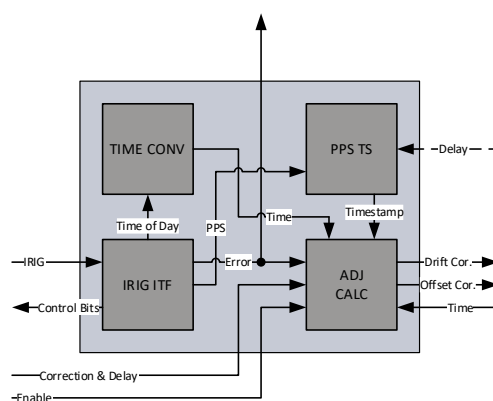 TIME CONV
PPS TS
Delay
Time of Day
PPS
Time
Timestamp
IRIG
IRIG ITF
Error
ADJ
CALC
Drift Cor.
Offset Cor.
Control Bits
Time
Correction & Delay
Enable